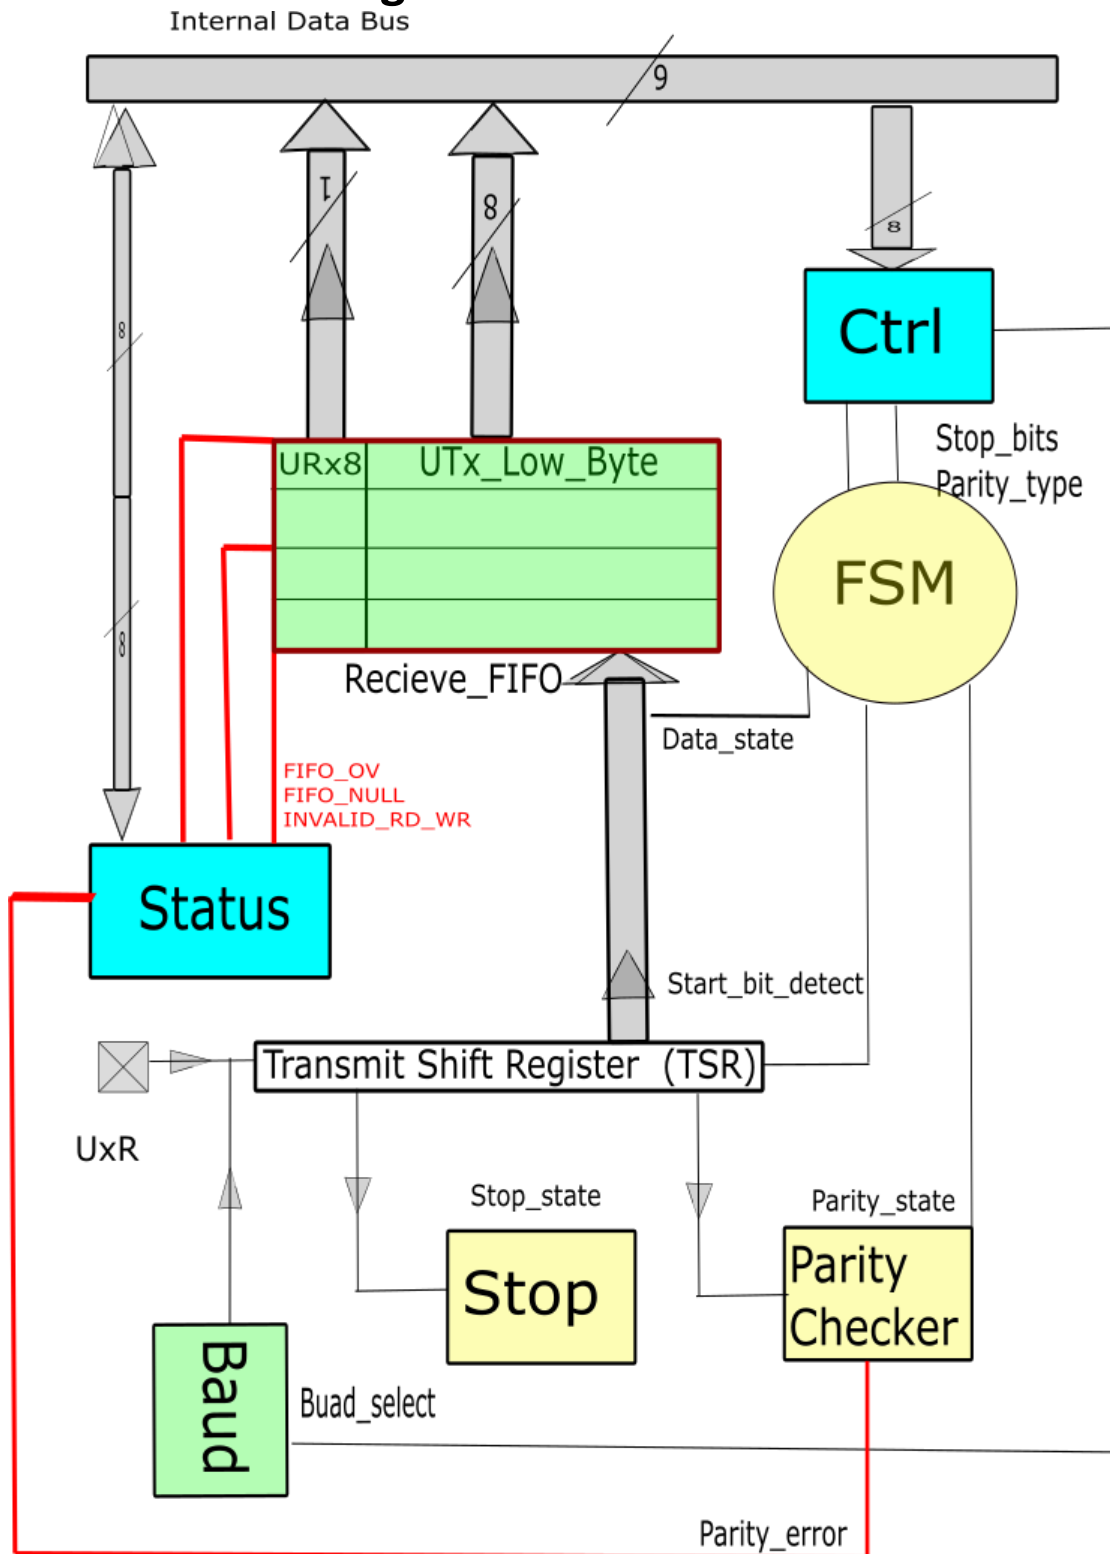 Internal Data Bus
9
1
8
8
8
Ctrl
Stop_bits
Parity_type
URx8
UTx_Low_Byte
FSM
8
Recieve_FIFO
Data_state
FIFO_OV
FIFO_NULL
INVALID_RD_WR
Status
Start_bit_detect
Transmit Shift Register (TSR)
UxR
Stop_state
Parity_state
Stop
Parity
Checker
Baud
Buad_select
Parity_error